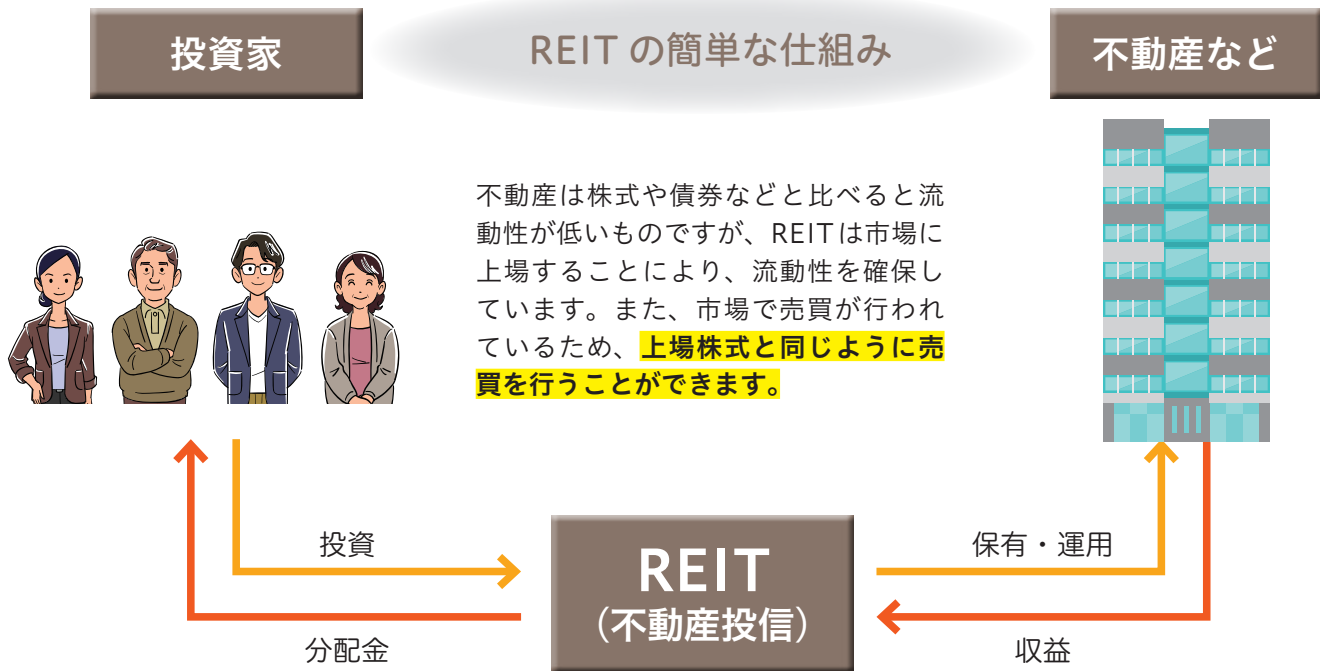 投資家
REIT の簡単な仕組み
不動産など
不動産は株式や債券などと比べると流
動性が低いものですが、REITは市場に
上場することにより、流動性を確保し
ています。また、市場で売買が行われ
ているため、上場株式と同じように売
買を行うことができます。
投資
保有・運用
REIT
（不動産投信）
分配金
収益